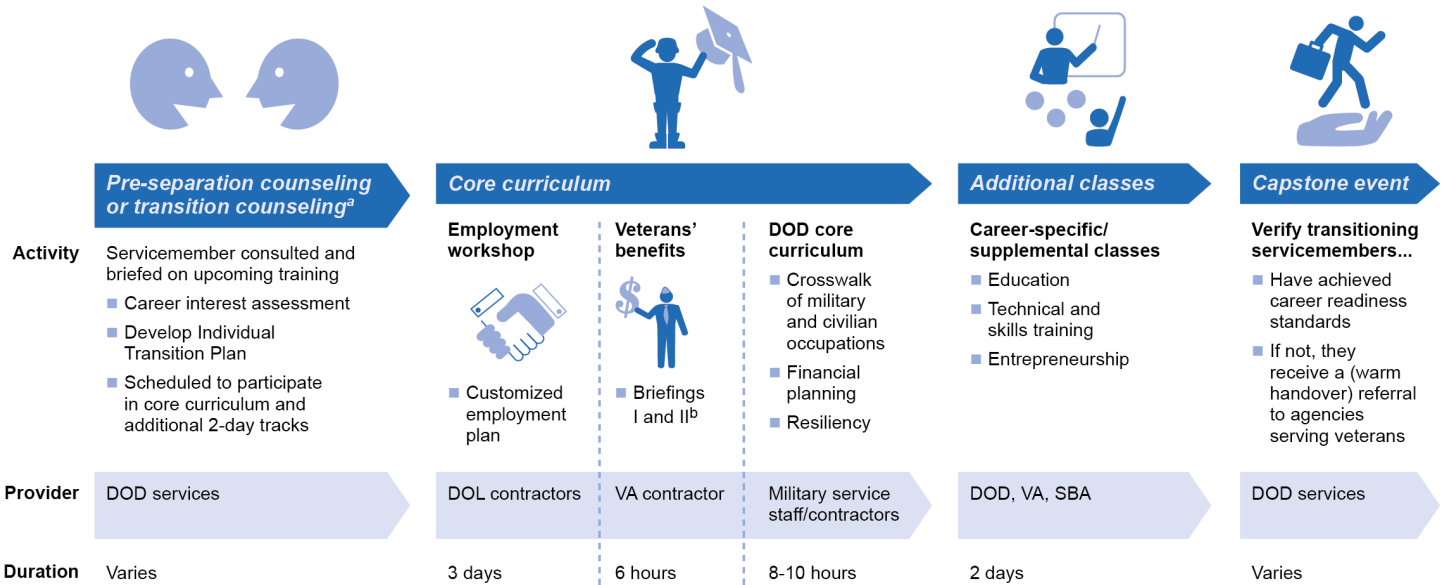 Pre-separation counseling
or transition counselingᵃ
Core curriculum
Additional classes
Capstone event
Activity
Servicemember consulted and
briefed on upcoming training
Career interest assessment
Develop Individual
Transition Plan
Scheduled to participate
in core curriculum and
additional 2-day tracks
Employment
workshop
Customized
employment
plan
Veterans’
benefits
$
Briefings
I and IIᵇ
DOD core
curriculum
Crosswalk
of military
and civilian
occupations
Financial
planning
Resiliency
Career-specific/
supplemental classes
Education
Technical and
skills training
Entrepreneurship
Verify transitioning
servicemembers...
Have achieved
career readiness
standards
If not, they
receive a (warm
handover) referral
to agencies
serving veterans
Provider
DOD services
DOL contractors
VA contractor
Military service
staff/contractors
DOD, VA, SBA
DOD services
Duration
Varies
3 days
6 hours
8-10 hours
2 days
Varies